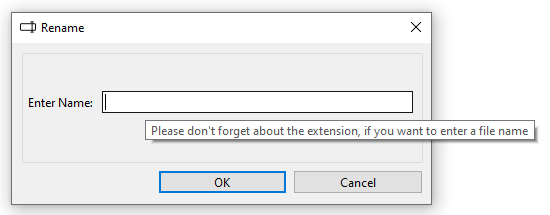 Rename
Enter Name:
Please don't forget about the extension, if you want to enter a file name
OK
Cancel